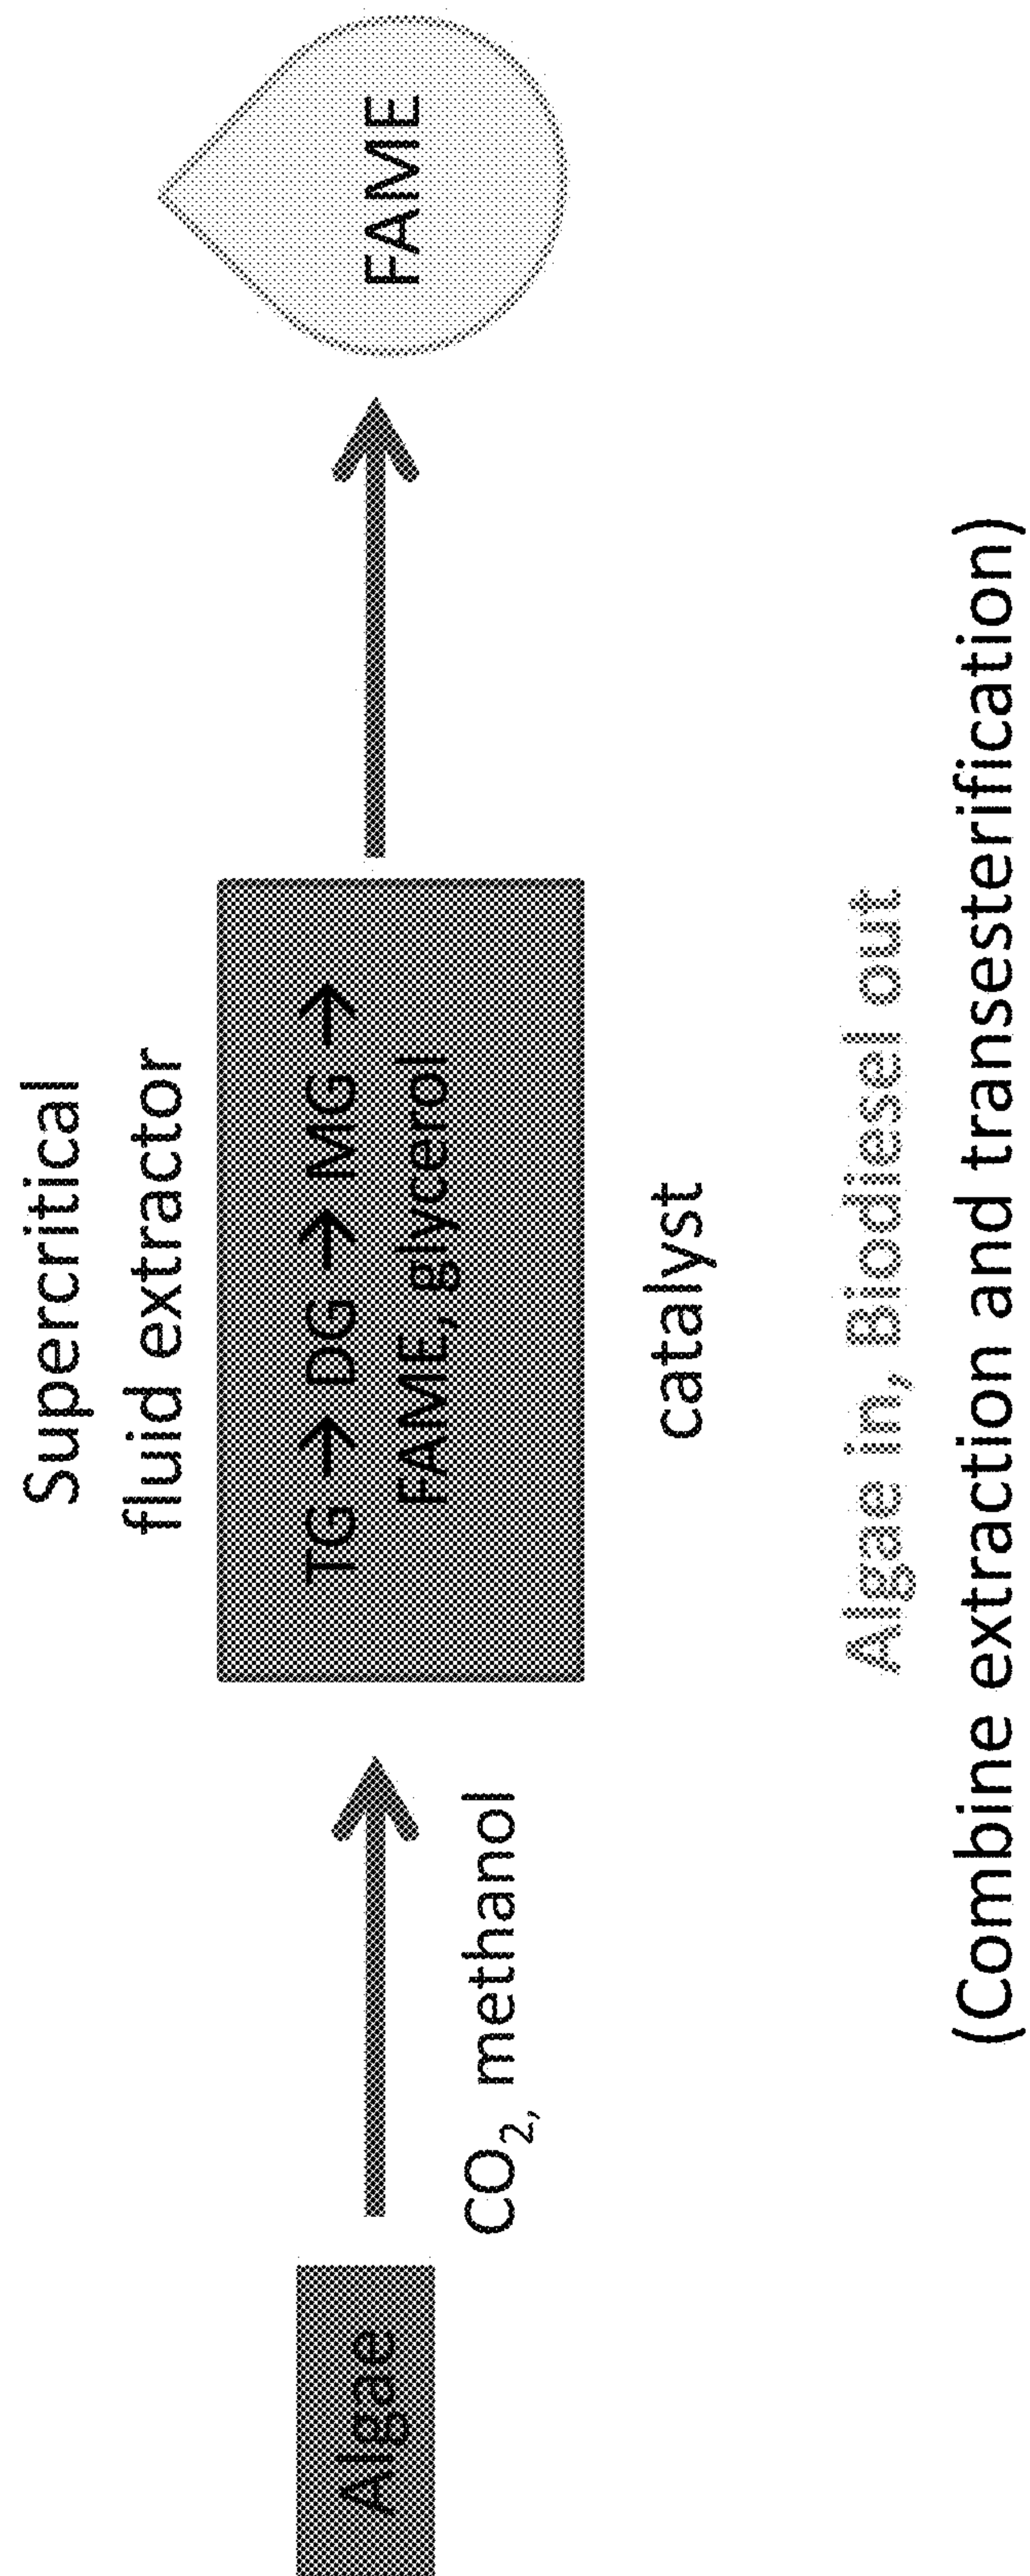 Supercritical
fluid extractor
Algae
CO₂, methanol
TG → DG → MG →
FAME, glycerol
FAME
catalyst
Algae in, Biodiesel out
(Combine extraction and transesterification)